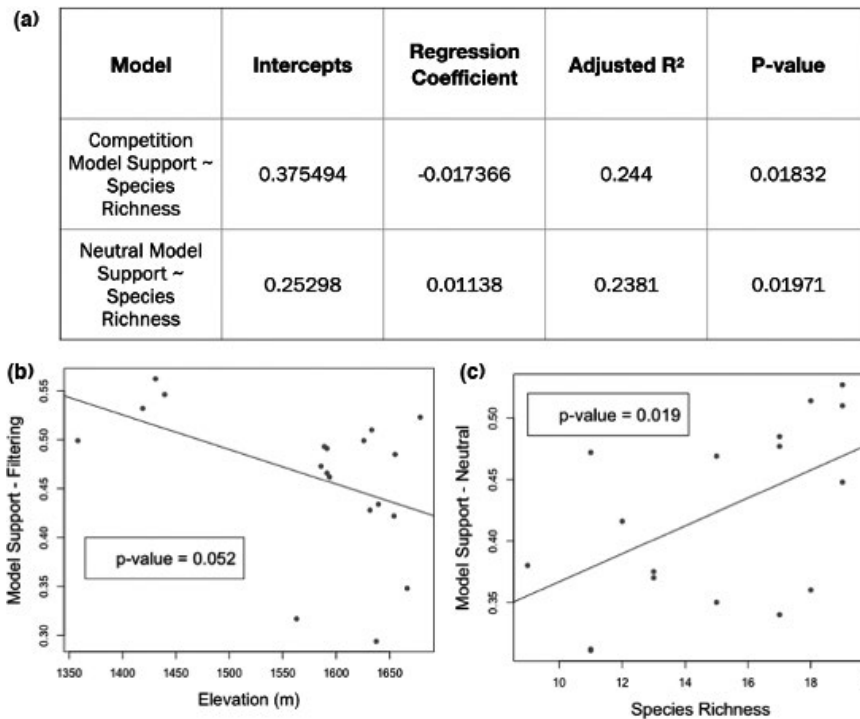 (a)
Model Intercepts Regression Coefficient Adjusted R² P-value
Competition
Model Support ~
Species
Richness
0.375494 -0.017366 0.244 0.01832
Neutral Model
Support ~
Species
Richness
0.25298 0.01138 0.2381 0.01971
(b)
Model Support - Filtering
0.55
0.50
0.45
0.40
0.35
0.30
p-value = 0.052
1350 1400 1450 1500 1550 1600 1650
Elevation (m)
(c)
Model Support - Neutral
0.50
0.45
0.40
0.35
p-value = 0.019
10 12 14 16 18
Species Richness